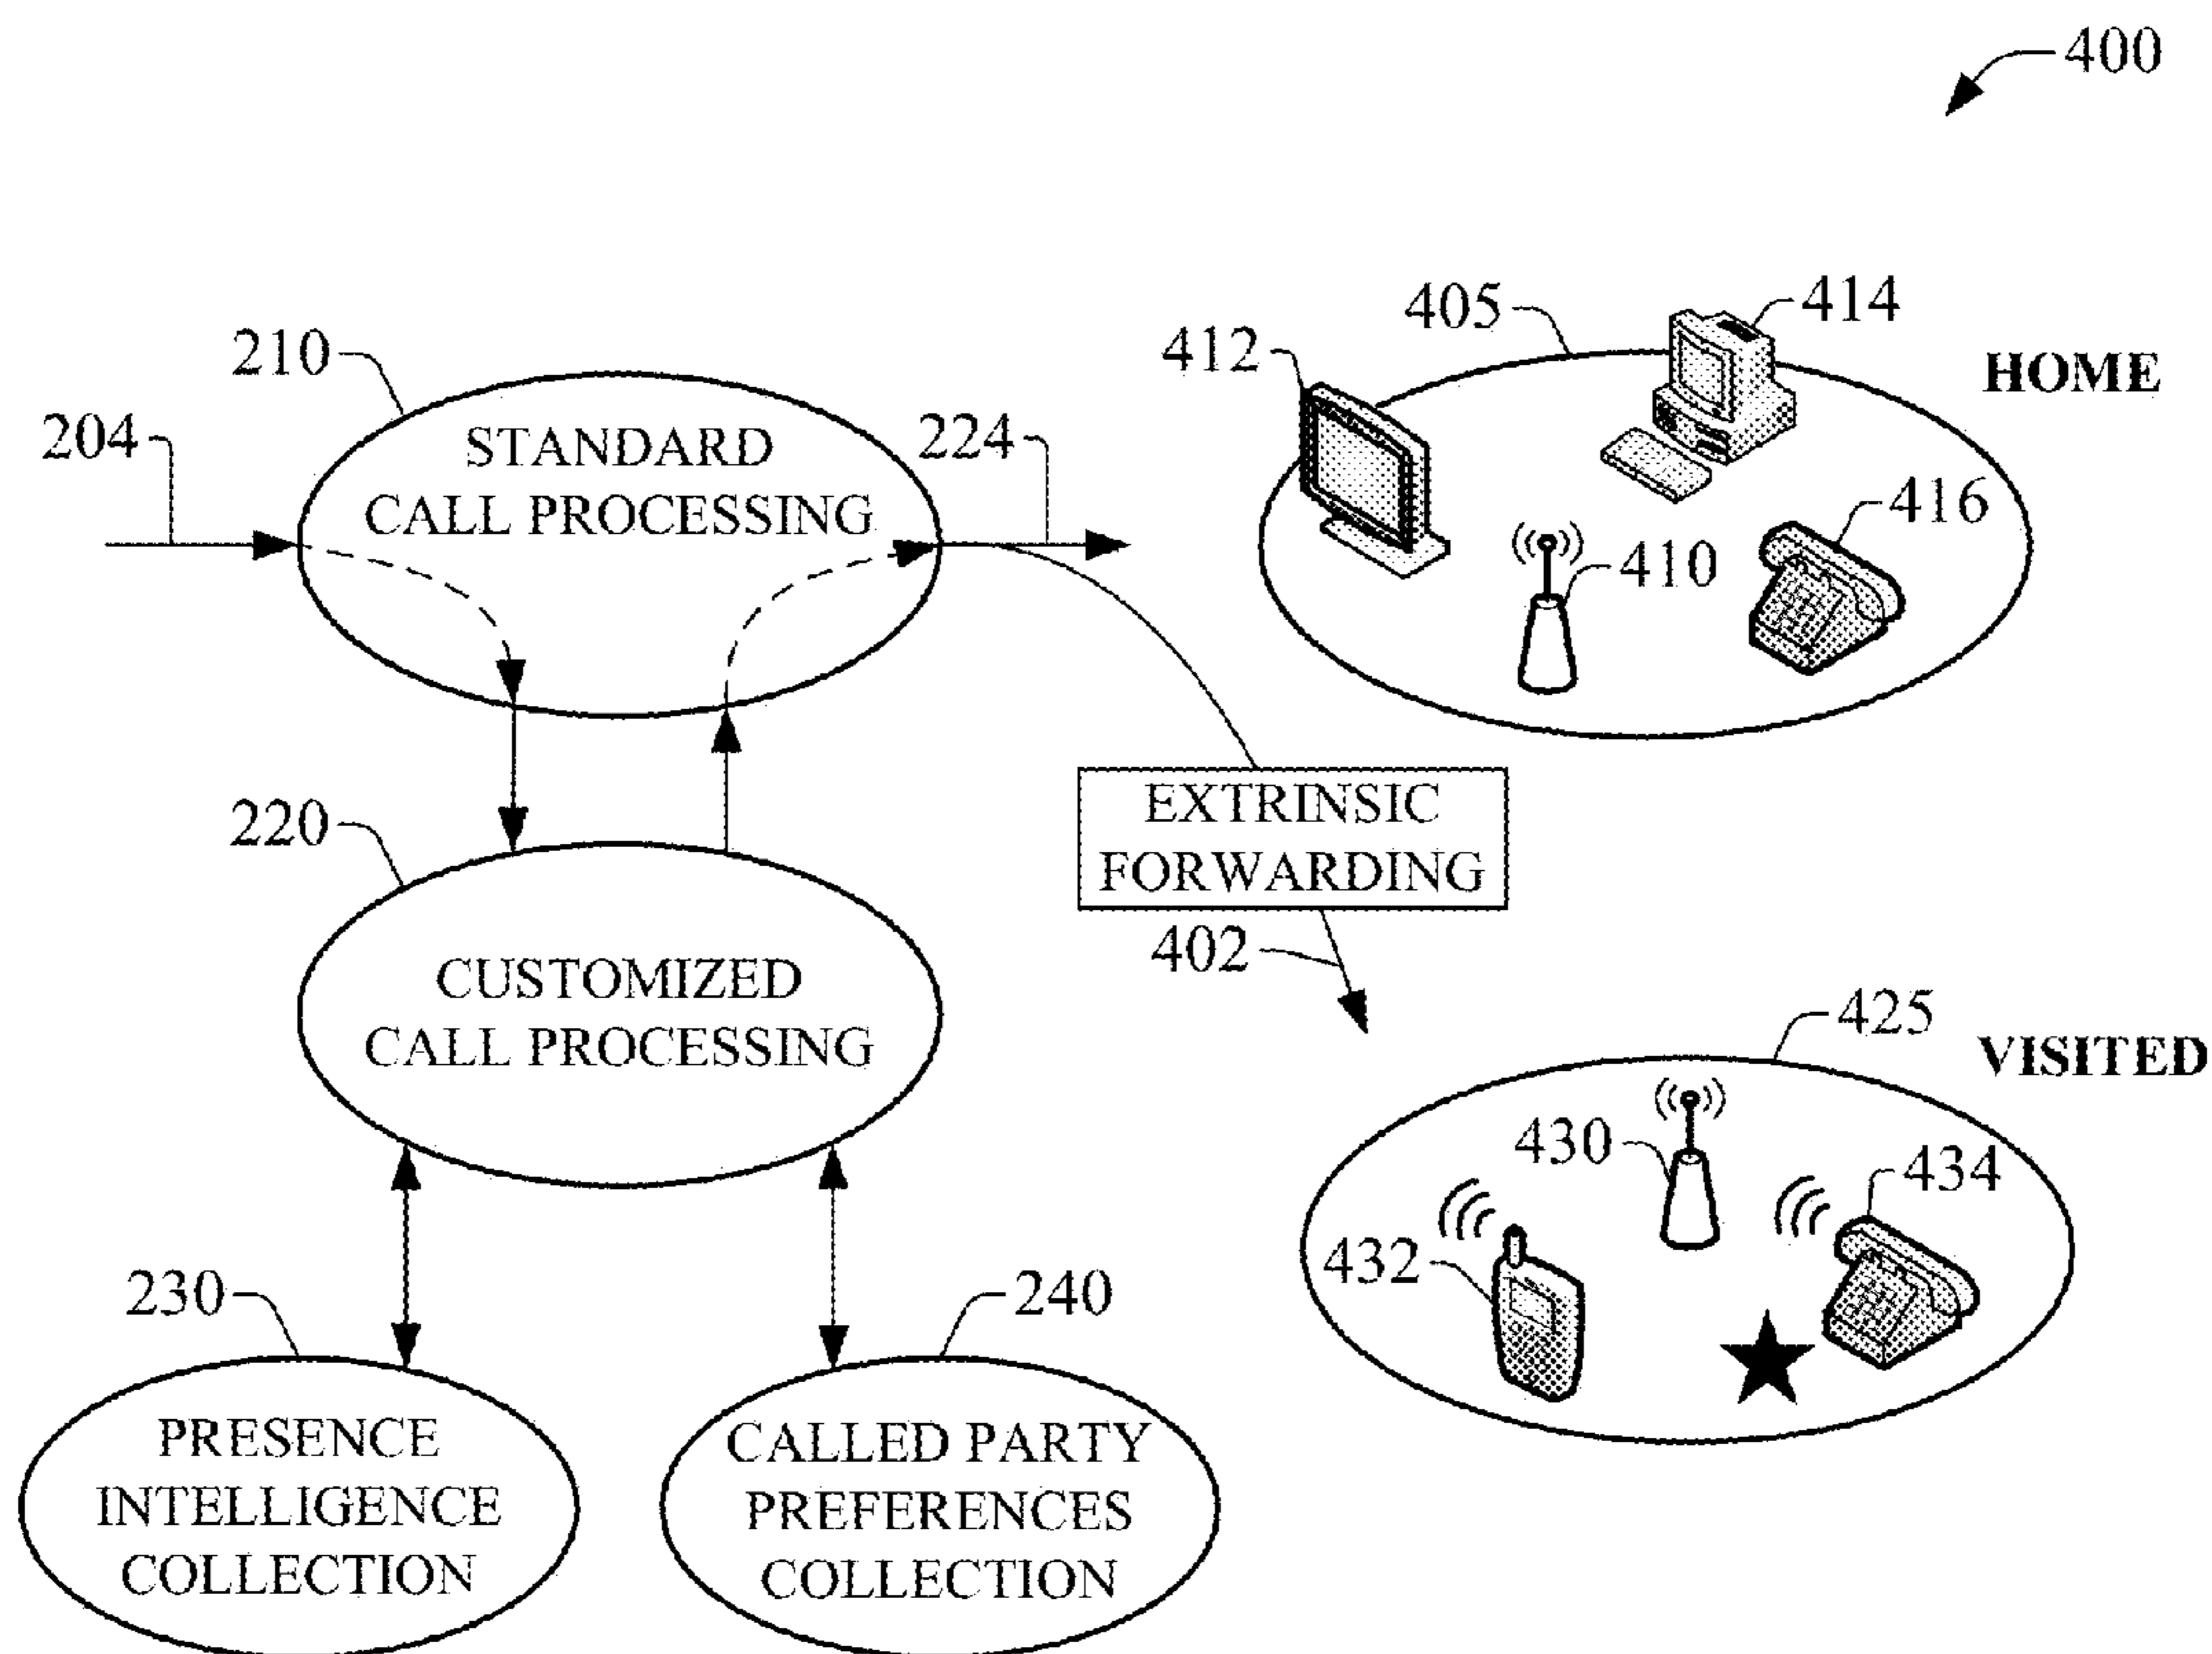 400
405
414
HOME
412
210
204
STANDARD
CALL PROCESSING
224
416
410
EXTRINSIC
FORWARDING
220
402
CUSTOMIZED
CALL PROCESSING
425
VISITED
430
434
432
230
240
PRESENCE
INTELLIGENCE
COLLECTION
CALLED PARTY
PREFERENCES
COLLECTION